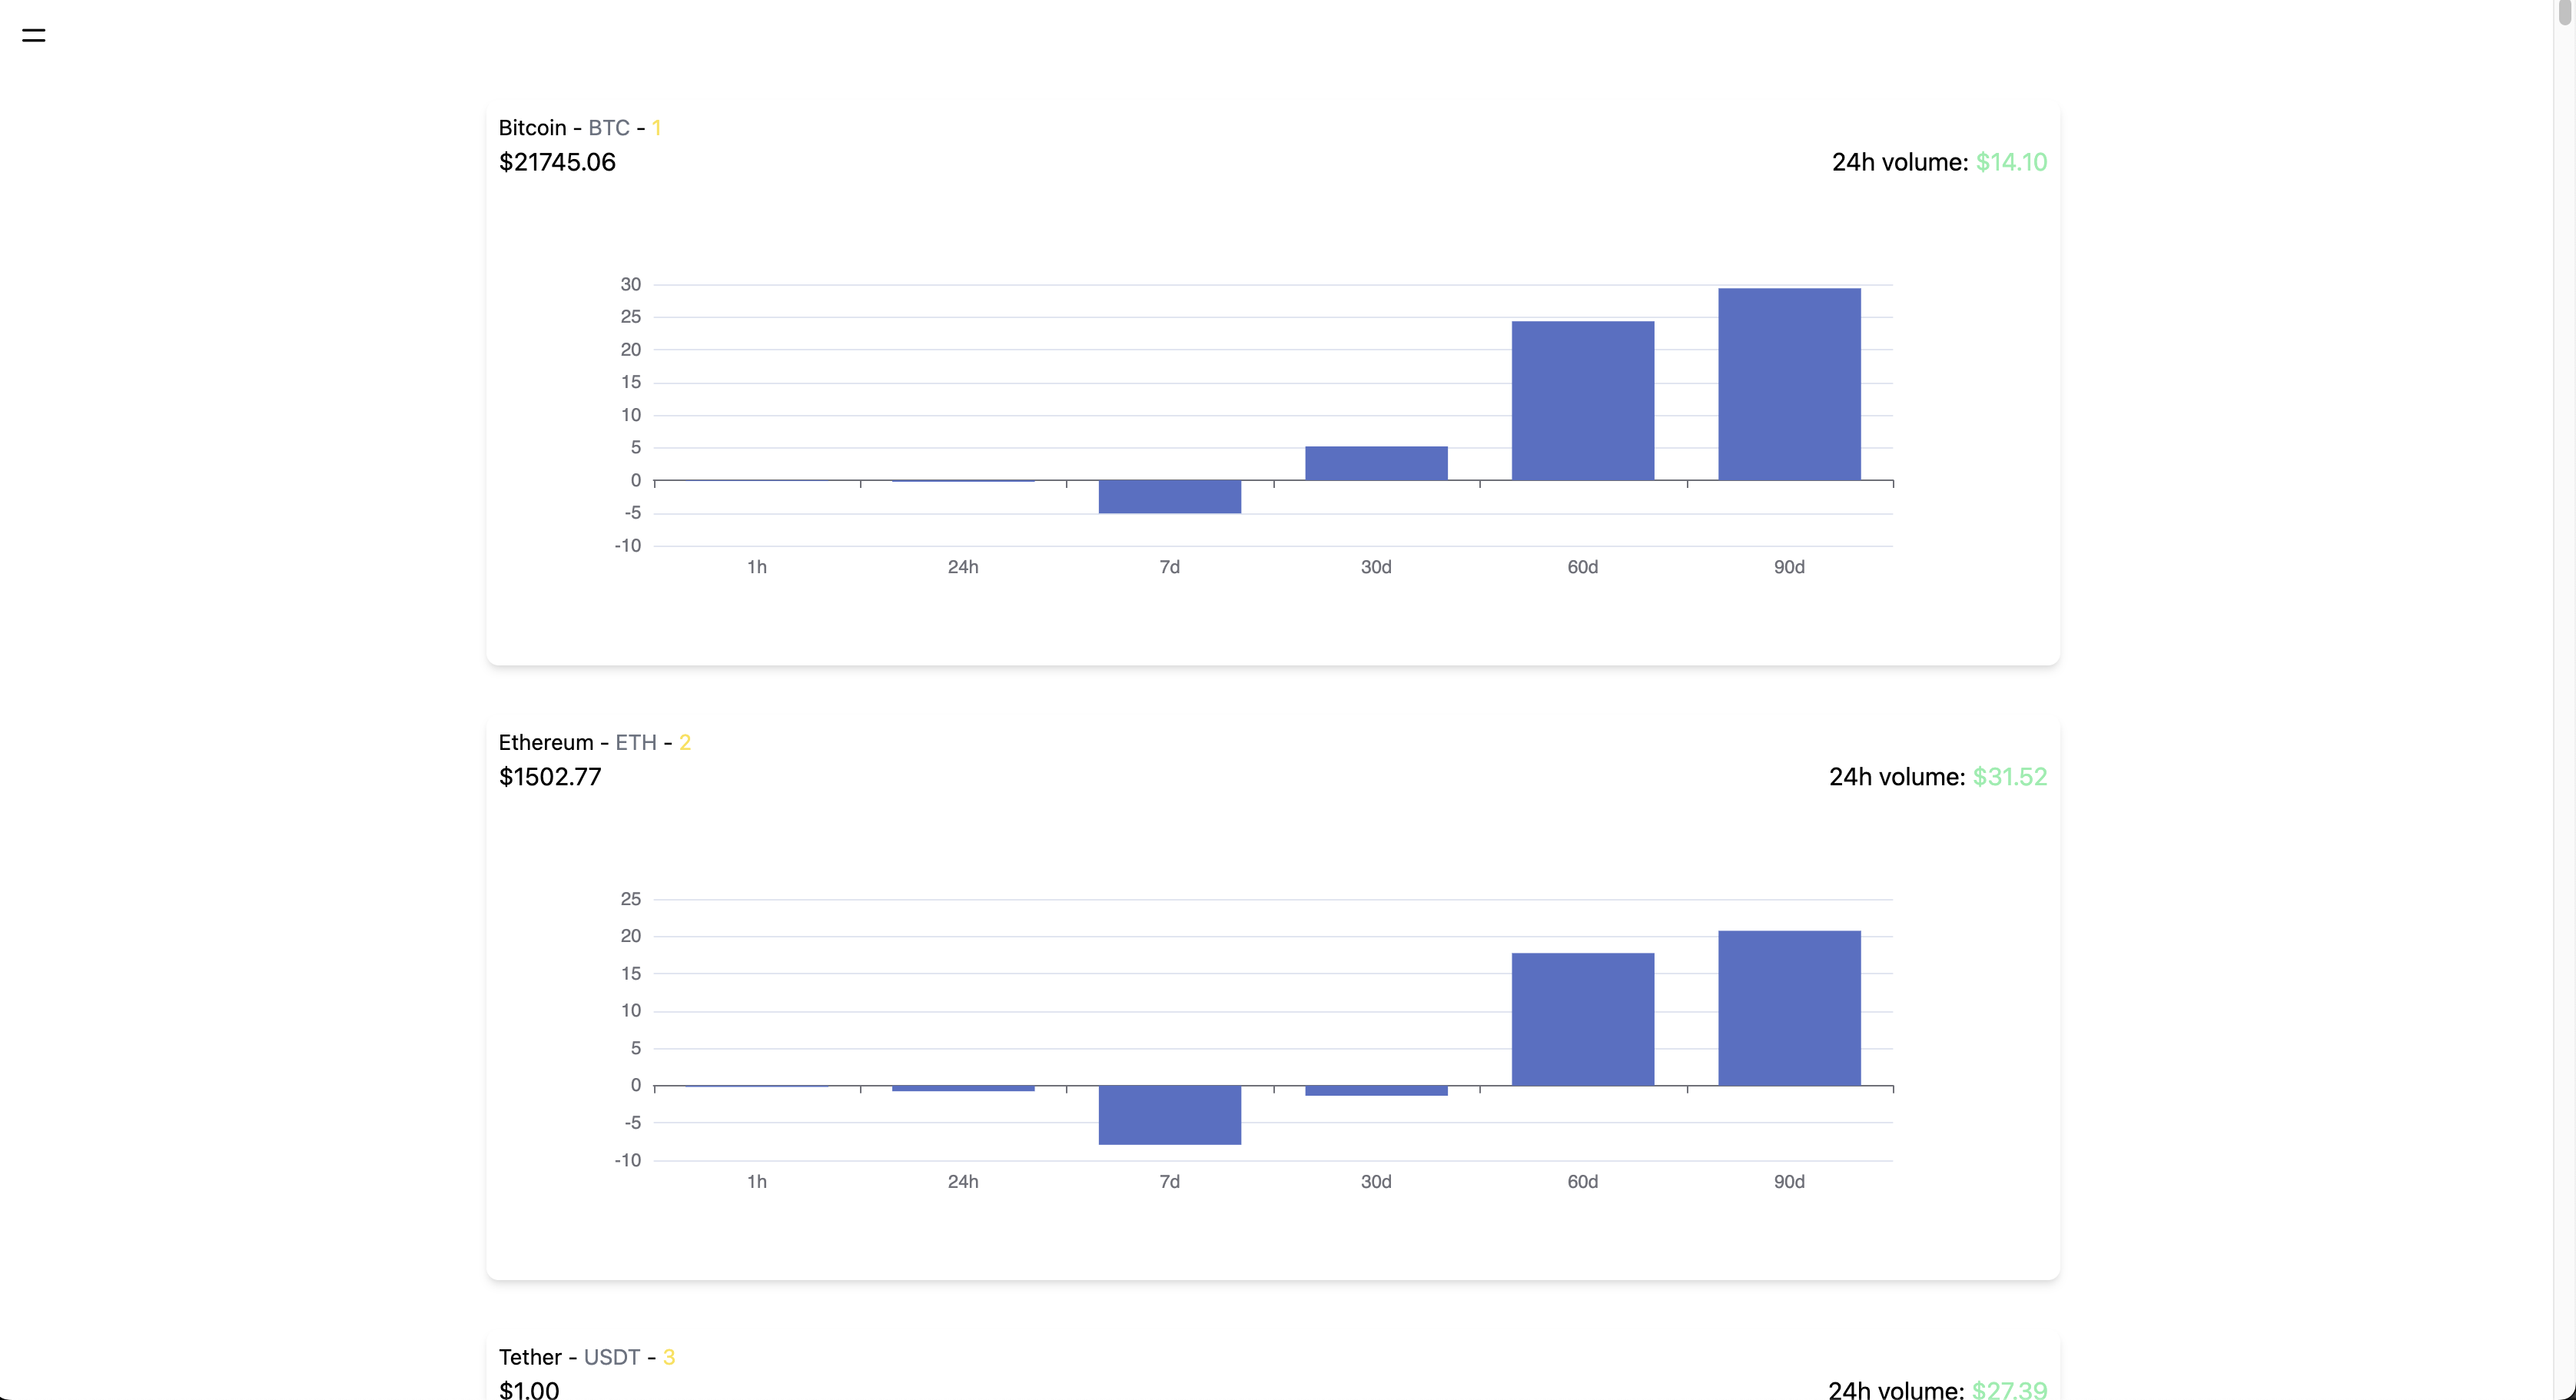 Bitcoin - BTC - 1
$21745.06
24h volume: $14.10
30
25
20
15
10
5
0
-5
-10
1h 24h 7d 30d 60d 90d
Ethereum - ETH - 2
$1502.77
24h volume: $31.52
25
20
15
10
5
0
-5
-10
1h 24h 7d 30d 60d 90d
Tether - USDT - 3
$1.00
24h volume: $27.39